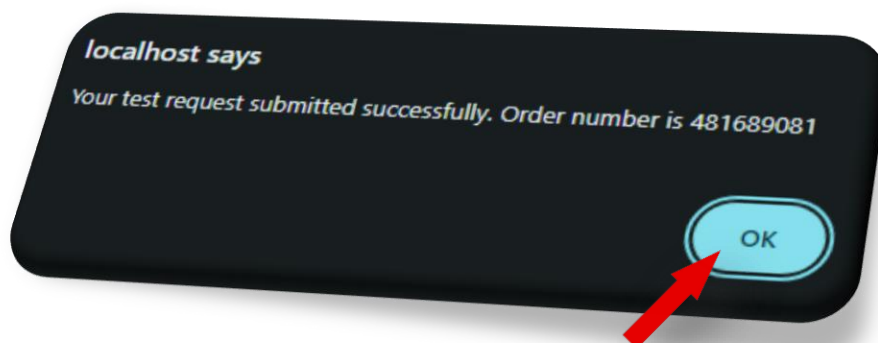 localhost says
Your test request submitted successfully. Order number is 481689081
OK